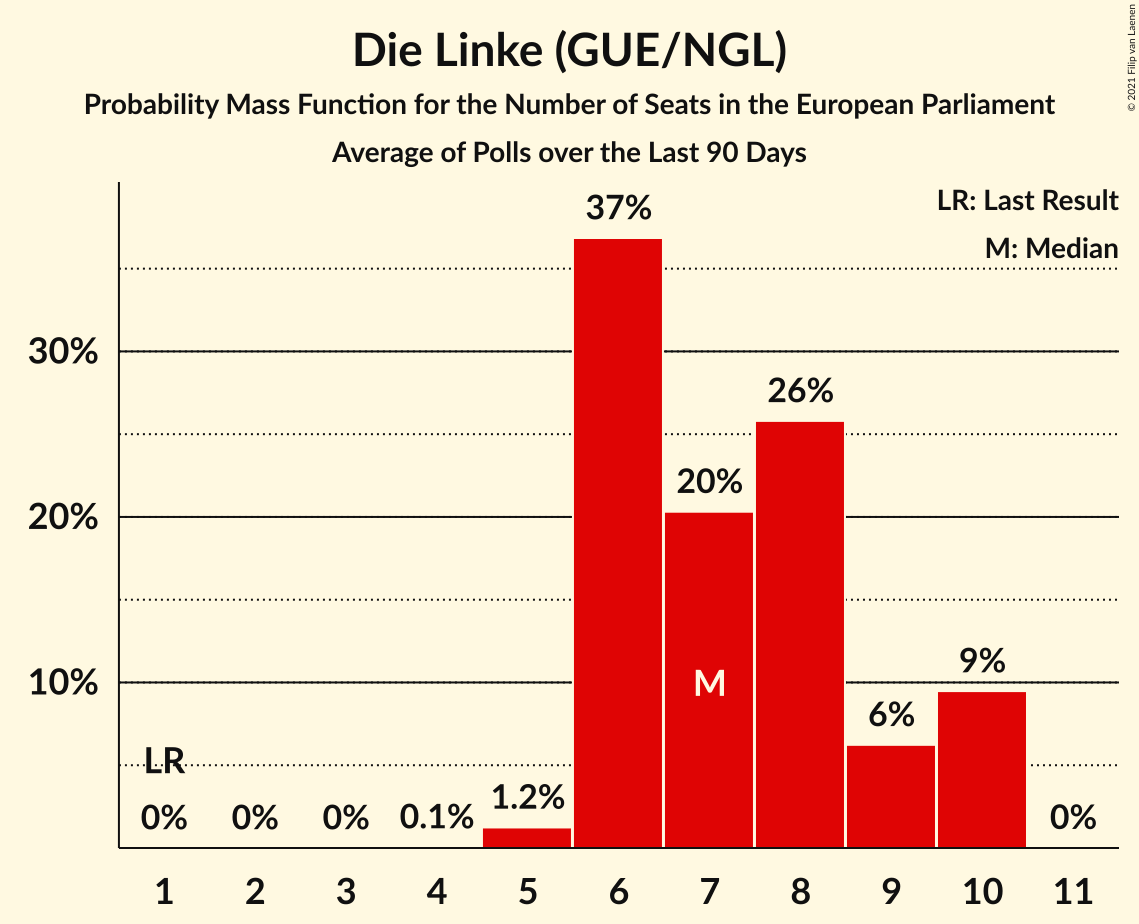 Die Linke (GUE/NGL)
Probability Mass Function for the Number of Seats in the European Parliament
Average of Polls over the Last 90 Days
© 2021 Filip van Laenen
LR: Last Result
M: Median
37%
30%
26%
20%
20%
M
10%
9%
6%
LR
1.2%
0%
0%
0%
0.1%
0%
1 2 3 4 5 6 7 8 9 10 11